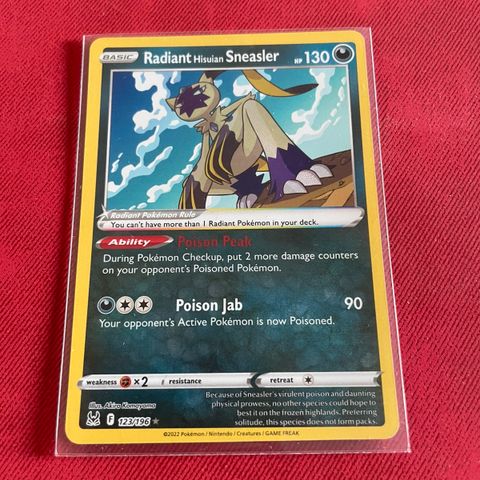 BASIC Radiant Hisuian Sneasler HP 130
Radiant Pokémon Rule
You can't have more than 1 Radiant Pokémon in your deck.
Ability Poison Peak
During Pokémon Checkup, put 2 more damage counters
on your opponent's Poisoned Pokémon.
Poison Jab 90
Your opponent's Active Pokémon is now Poisoned.
weakness ×2 resistance retreat
Illus. Akira Komayama
F 123/196
Because of Sneasler's virulent poison and daunting
physical prowess, no other species could hope to
best it on the frozen highlands. Preferring
solitude, this species does not form packs.
©2022 Pokémon / Nintendo / Creatures / GAME FREAK